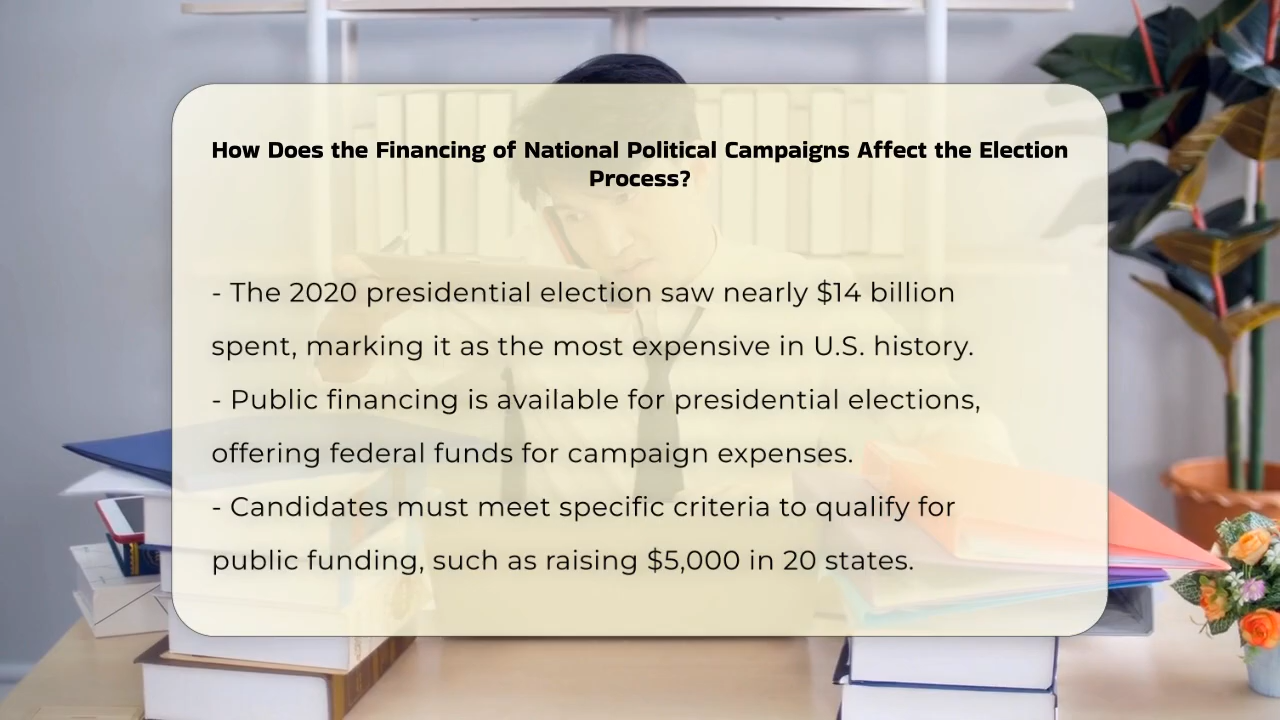 How Does the Financing of National Political Campaigns Affect the Election
Process?
- The 2020 presidential election saw nearly $14 billion
spent, marking it as the most expensive in U.S. history.
- Public financing is available for presidential elections,
offering federal funds for campaign expenses.
- Candidates must meet specific criteria to qualify for
public funding, such as raising $5,000 in 20 states.